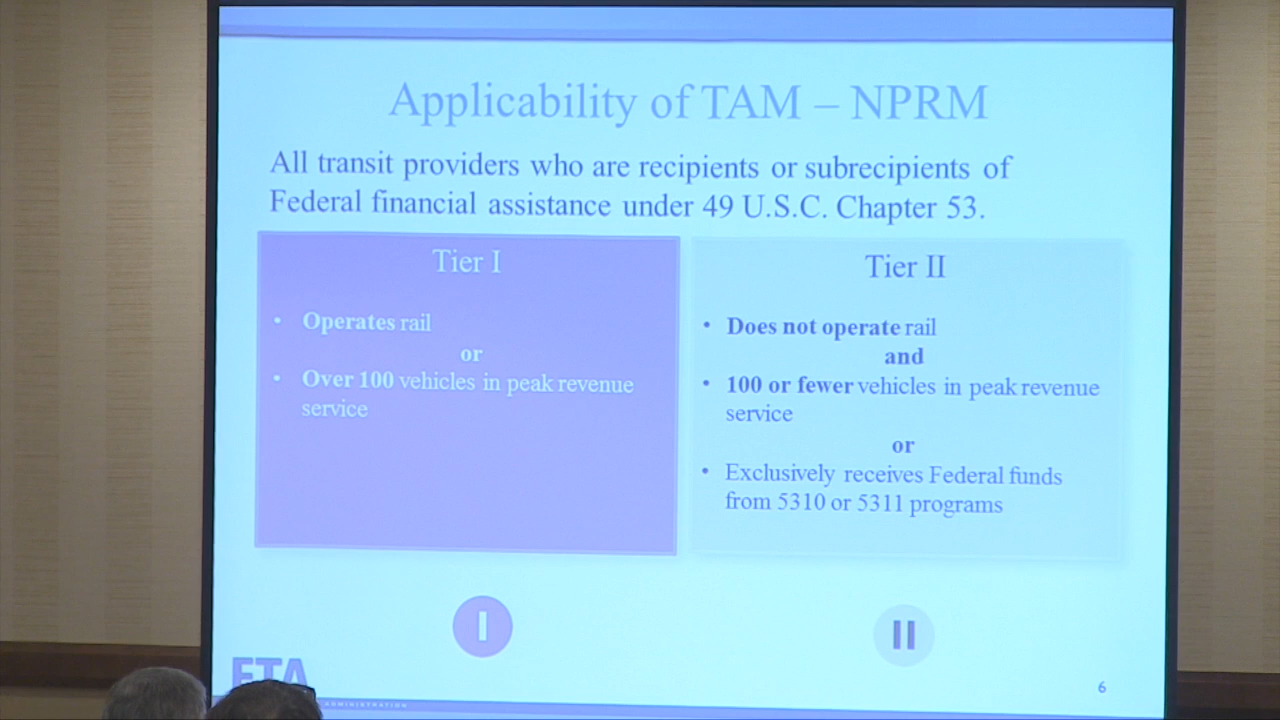 Applicability of TAM – NPRM
All transit providers who are recipients or subrecipients of
Federal financial assistance under 49 U.S.C. Chapter 53.
Tier I
• Operates rail
or
• Over 100 vehicles in peak revenue
service
Tier II
• Does not operate rail
and
• 100 or fewer vehicles in peak revenue
service
or
• Exclusively receives Federal funds
from 5310 or 5311 programs
I
II
FTA
ADMINISTRATION
6